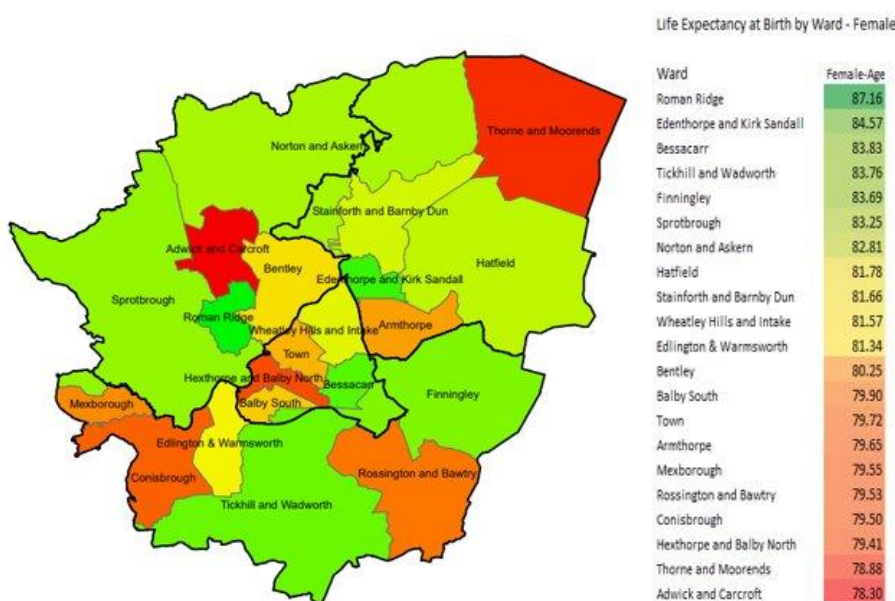 Life Expectancy at Birth by Ward - Female
Ward Female-Age
Roman Ridge 87.16
Edenthorpe and Kirk Sandall 84.57
Bessacarr 83.83
Tickhill and Wadworth 83.76
Finningley 83.69
Sprotbrough 83.25
Norton and Askern 82.81
Hatfield 81.78
Stainforth and Barnby Dun 81.66
Wheatley Hills and Intake 81.57
Edlington & Warmsworth 81.34
Bentley 80.25
Balby South 79.90
Town 79.72
Armthorpe 79.65
Mexborough 79.55
Rossington and Bawtry 79.53
Conisbrough 79.50
Hexthorpe and Balby North 79.41
Thorne and Moorends 78.88
Adwick and Carcroft 78.30
Thorne and Moorends
Norton and Askern
Stainforth and Barnby Dun
Adwick and Carcroft
Hatfield
Bentley
Edenthorpe and Kirk Sandall
Sprotbrough
Roman Ridge
Armthorpe
Wheatley Hills and Intake
Town
Hexthorpe and Balby North
Bessacarr
Finningley
Mexborough
Balby South
Edlington & Warmsworth
Rossington and Bawtry
Conisbrough
Tickhill and Wadworth